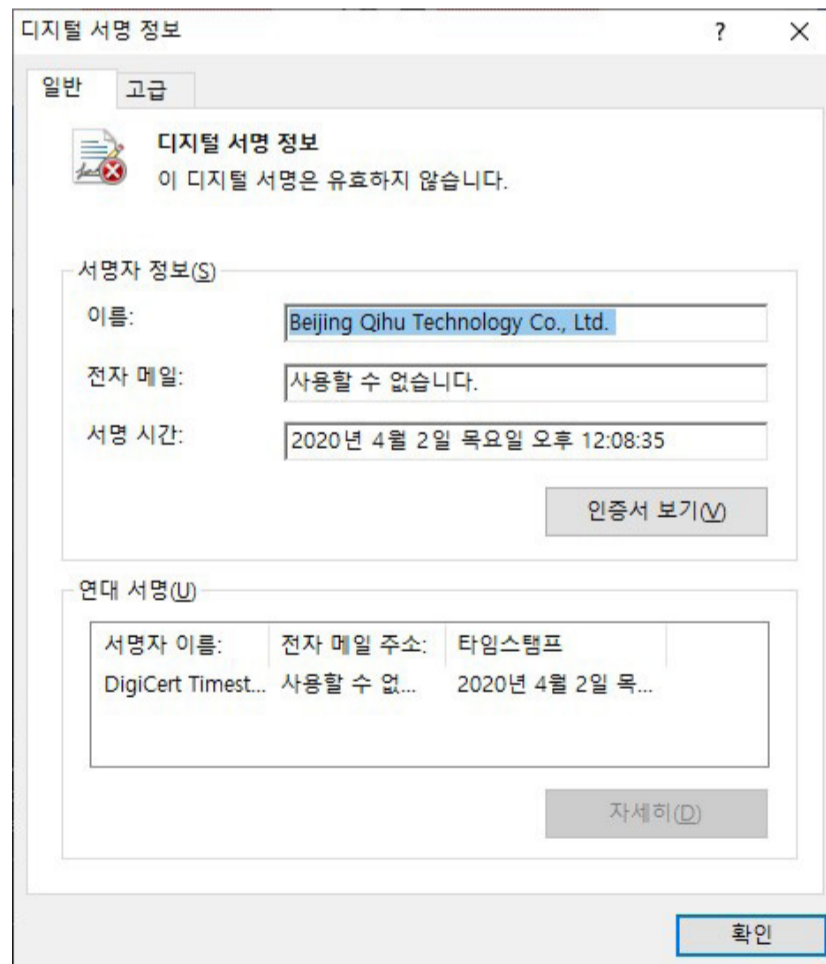 디지털 서명 정보
?
일반 고급
디지털 서명 정보
이 디지털 서명은 유효하지 않습니다.
서명자 정보(S)
이름: Beijing Qihu Technology Co., Ltd.
전자 메일: 사용할 수 없습니다.
서명 시간: 2020년 4월 2일 목요일 오후 12:08:35
인증서 보기(V)
연대 서명(U)
서명자 이름: 전자 메일 주소: 타임스탬프
DigiCert Timest... 사용할 수 없... 2020년 4월 2일 목...
자세히(D)
확인